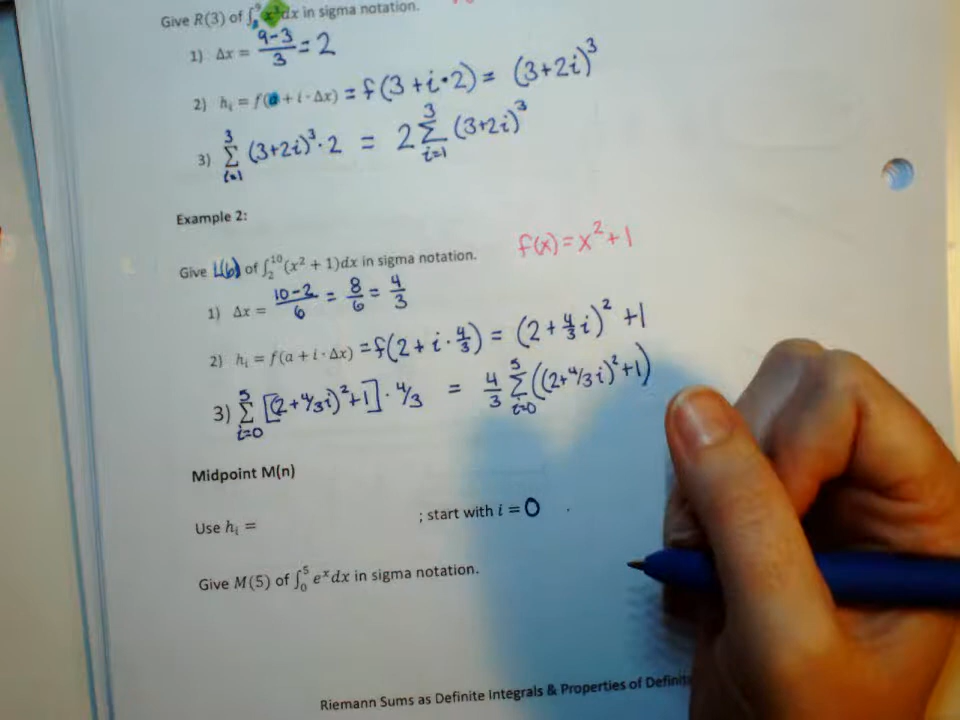 Give R(3) of ∫ x³ dx in sigma notation.
1) Δx = (9-3)/3 = 2
2) hᵢ = f(a + i · Δx) = f(3 + i · 2) = (3+2i)³
3) Σ_{i=1}^{3} (3+2i)³ · 2 = 2 Σ_{i=1}^{3} (3+2i)³
Example 2:
f(x) = x² + 1
Give L(6) of ∫₂¹⁰ (x² + 1)dx in sigma notation.
1) Δx = (10-2)/6 = 8/6 = 4/3
2) hᵢ = f(a + i · Δx) = f(2 + i · 4/3) = (2 + 4/3 i)² + 1
3) Σ_{i=0}^{5} [(2+4/3i)²+1] · 4/3 = 4/3 Σ_{i=0}^{5} ((2+4/3i)²+1)
Midpoint M(n)
Use hᵢ = ; start with i = 0 .
Give M(5) of ∫₀⁵ eˣdx in sigma notation.
Riemann Sums as Definite Integrals & Properties of